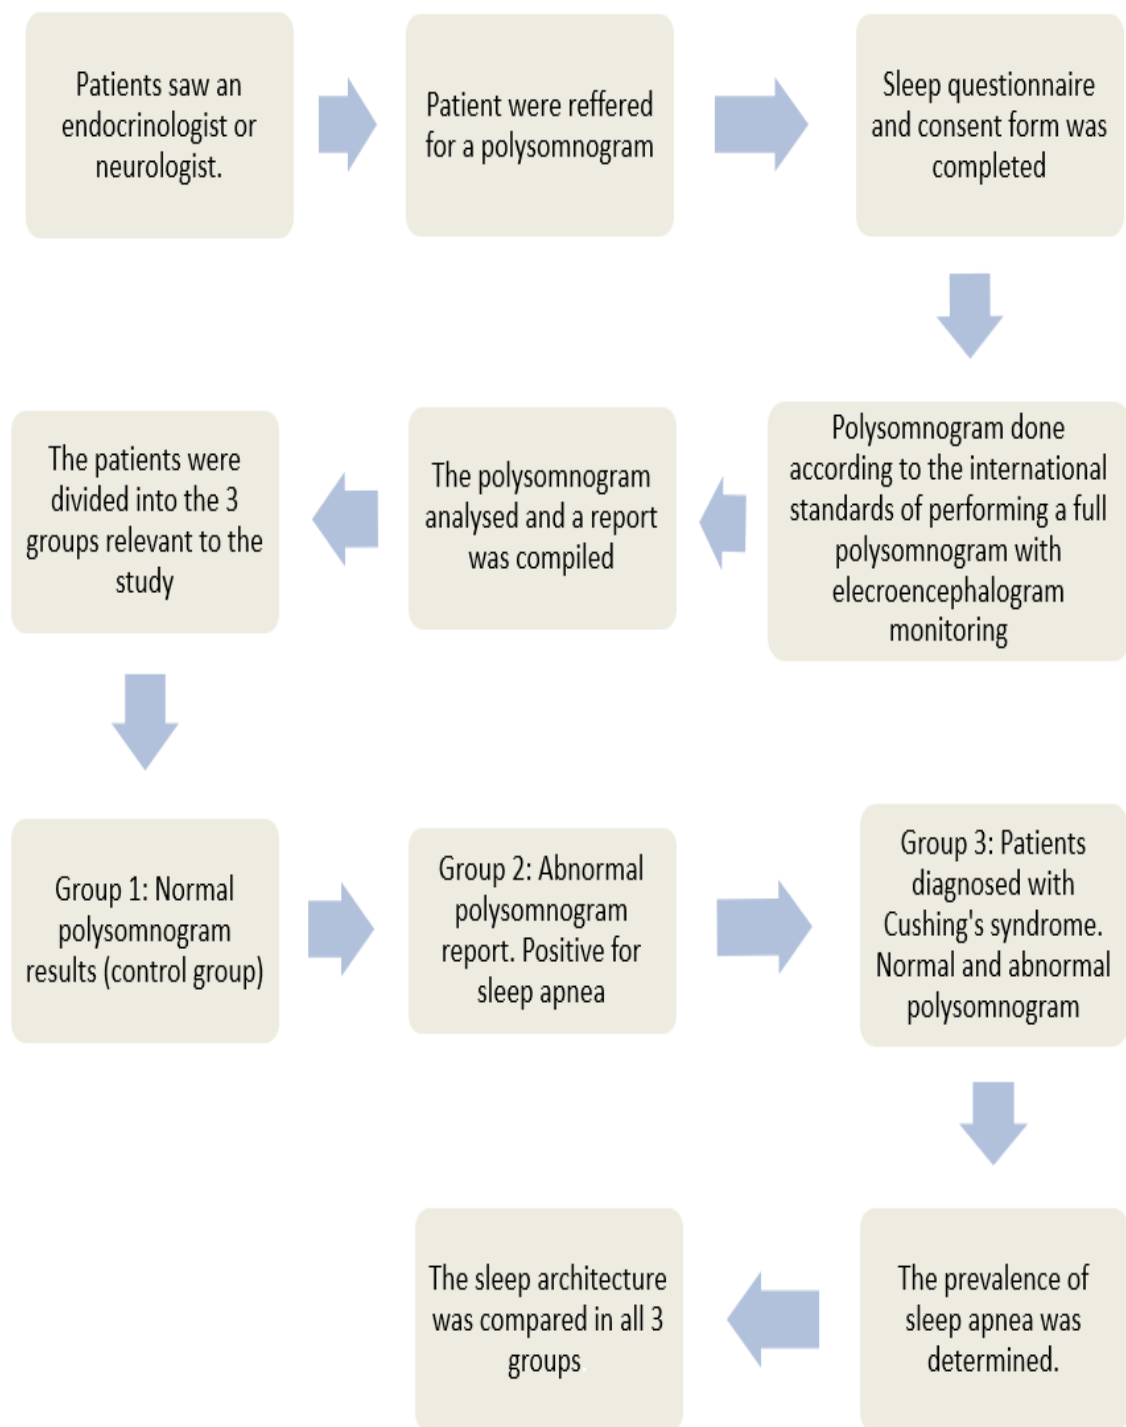 Patients saw an
endocrinologist or
neurologist.
Patient were reffered
for a polysomnogram
Sleep questionnaire
and consent form was
completed
Polysomnogram done
according to the international
standards of performing a full
polysomnogram with
elecroencephalogram
monitoring
The polysomnogram
analysed and a report
was compiled
The patients were
divided into the 3
groups relevant to the
study
Group 1: Normal
polysomnogram
results (control group)
Group 2: Abnormal
polysomnogram
report. Positive for
sleep apnea
Group 3: Patients
diagnosed with
Cushing's syndrome.
Normal and abnormal
polysomnogram
The prevalence of
sleep apnea was
determined.
The sleep architecture
was compared in all 3
groups